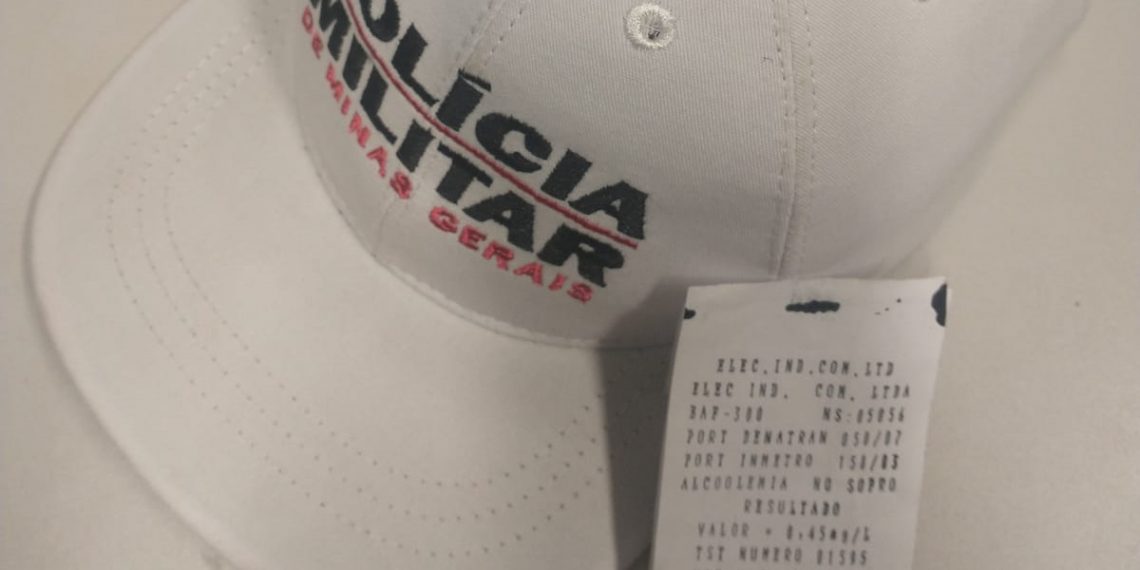 POLÍCIA
MILITAR
DE MINAS GERAIS
ELEC.IND.COM.LTD
ELEC IND. COM. LTDA
BAF-300 NS:05056
PORT DENATRAN 050/07
PORT INMETRO 158/03
ALCOOLEMIA NO SOPRO
RESULTADO
VALOR = 0,45mg/L
TST NUMERO 01595